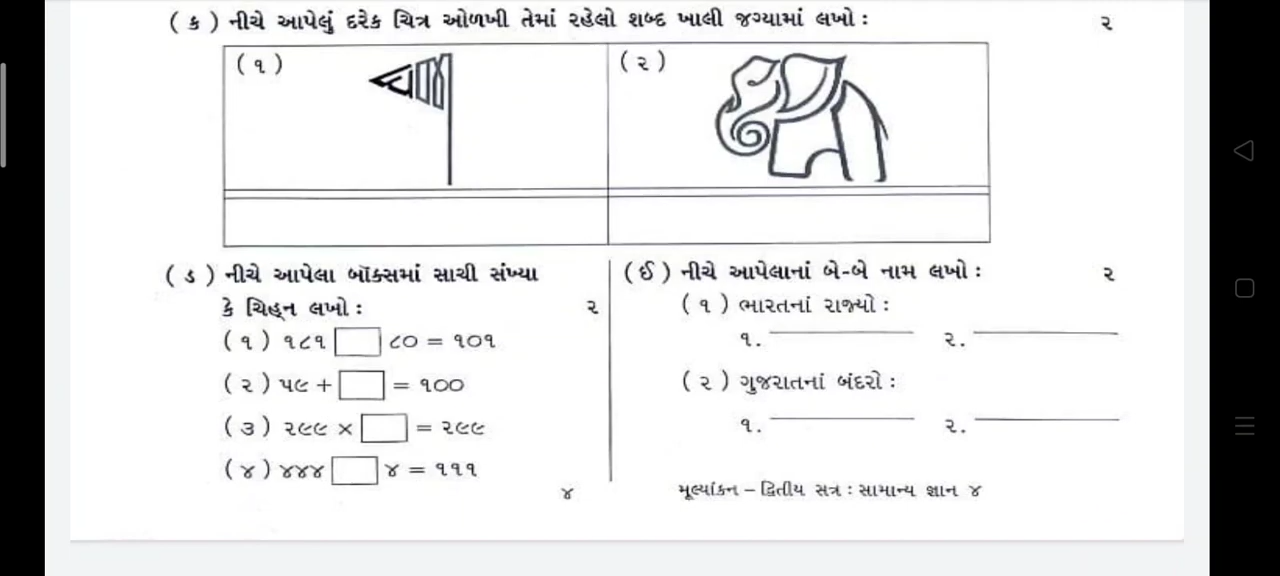 ( ક ) નીચે આપેલું દરેક ચિત્ર ઓળખી તેમાં રહેલો શબ્દ ખાલી જગ્યામાં લખો : ૨
( ૧ )
( ૨ )
( ડ ) નીચે આપેલા બૉક્સમાં સાચી સંખ્યા
કે ચિહ્ન લખો : ૨
( ૧ ) ૧૮૧ ૮૦ = ૧૦૧
( ૨ ) ૫૯ + = ૧૦૦
( ૩ ) ૨૯૯ × = ૨૯૯
( ૪ ) ૪૪૪ ૪ = ૧૧૧
૪
( ઈ ) નીચે આપેલાનાં બે-બે નામ લખો : ૨
( ૧ ) ભારતનાં રાજ્યો :
૧. ૨.
( ૨ ) ગુજરાતનાં બંદરો :
૧. ૨.
મૂલ્યાંકન – દ્વિતીય સત્ર : સામાન્ય જ્ઞાન ૪